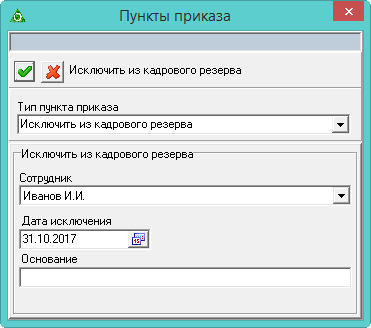 Пункты приказа
Исключить из кадрового резерва
Тип пункта приказа
Исключить из кадрового резерва
Исключить из кадрового резерва
Сотрудник
Иванов И.И.
Дата исключения
31.10.2017
Основание